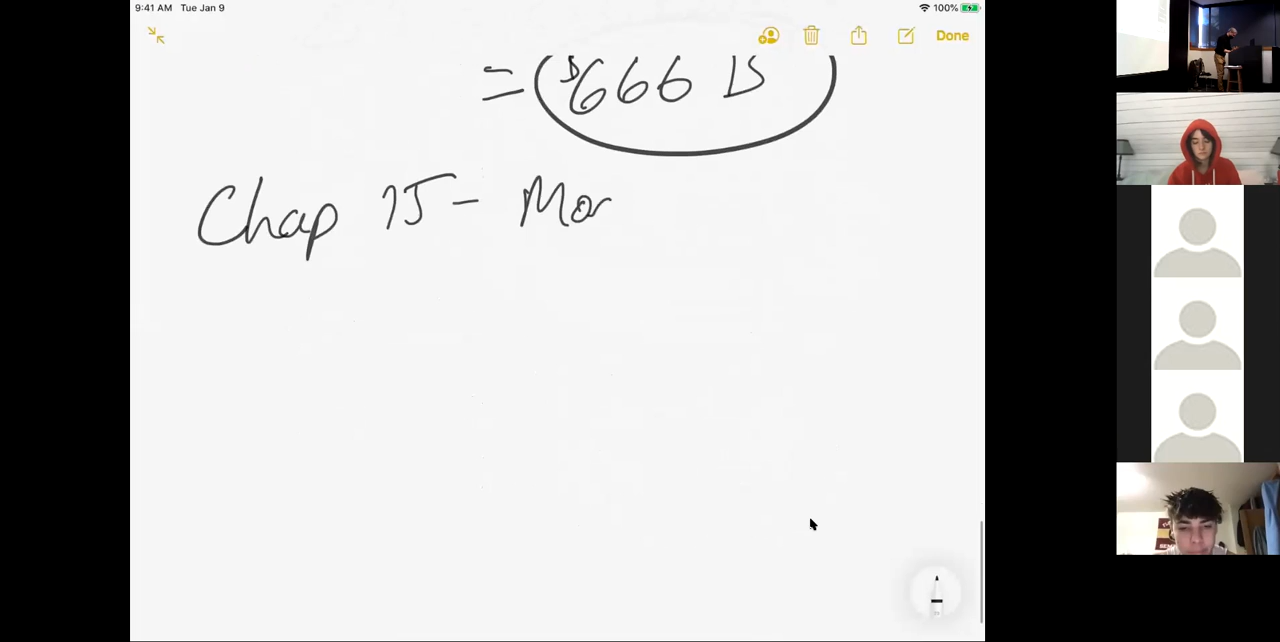 9:41 AM Tue Jan 9
100%
Done
= $666 15
Chap 15 - Mor